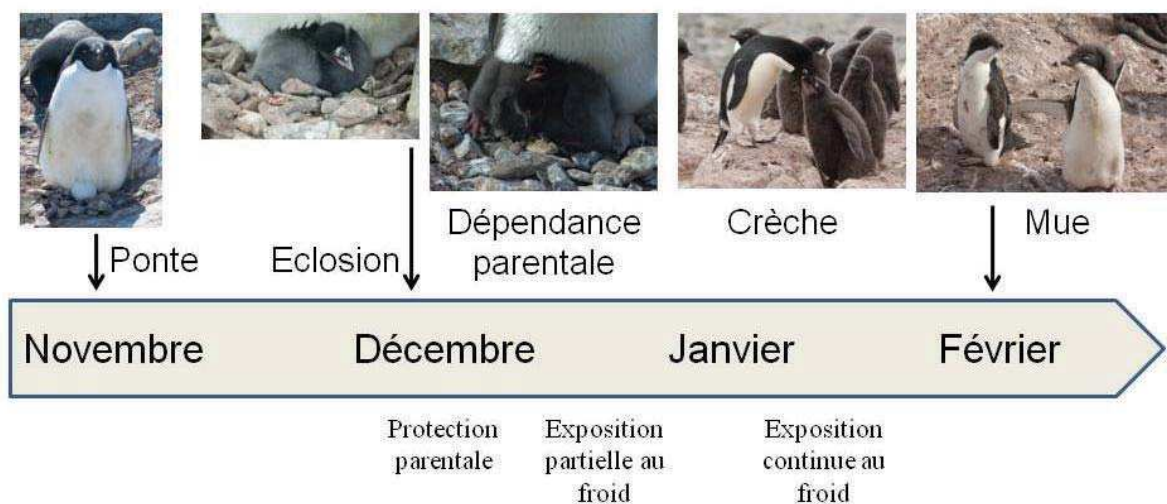 Ponte
Eclosion
Dépendance
parentale
Crèche
Mue
Novembre
Décembre
Janvier
Février
Protection
parentale
Exposition
partielle au
froid
Exposition
continue au
froid